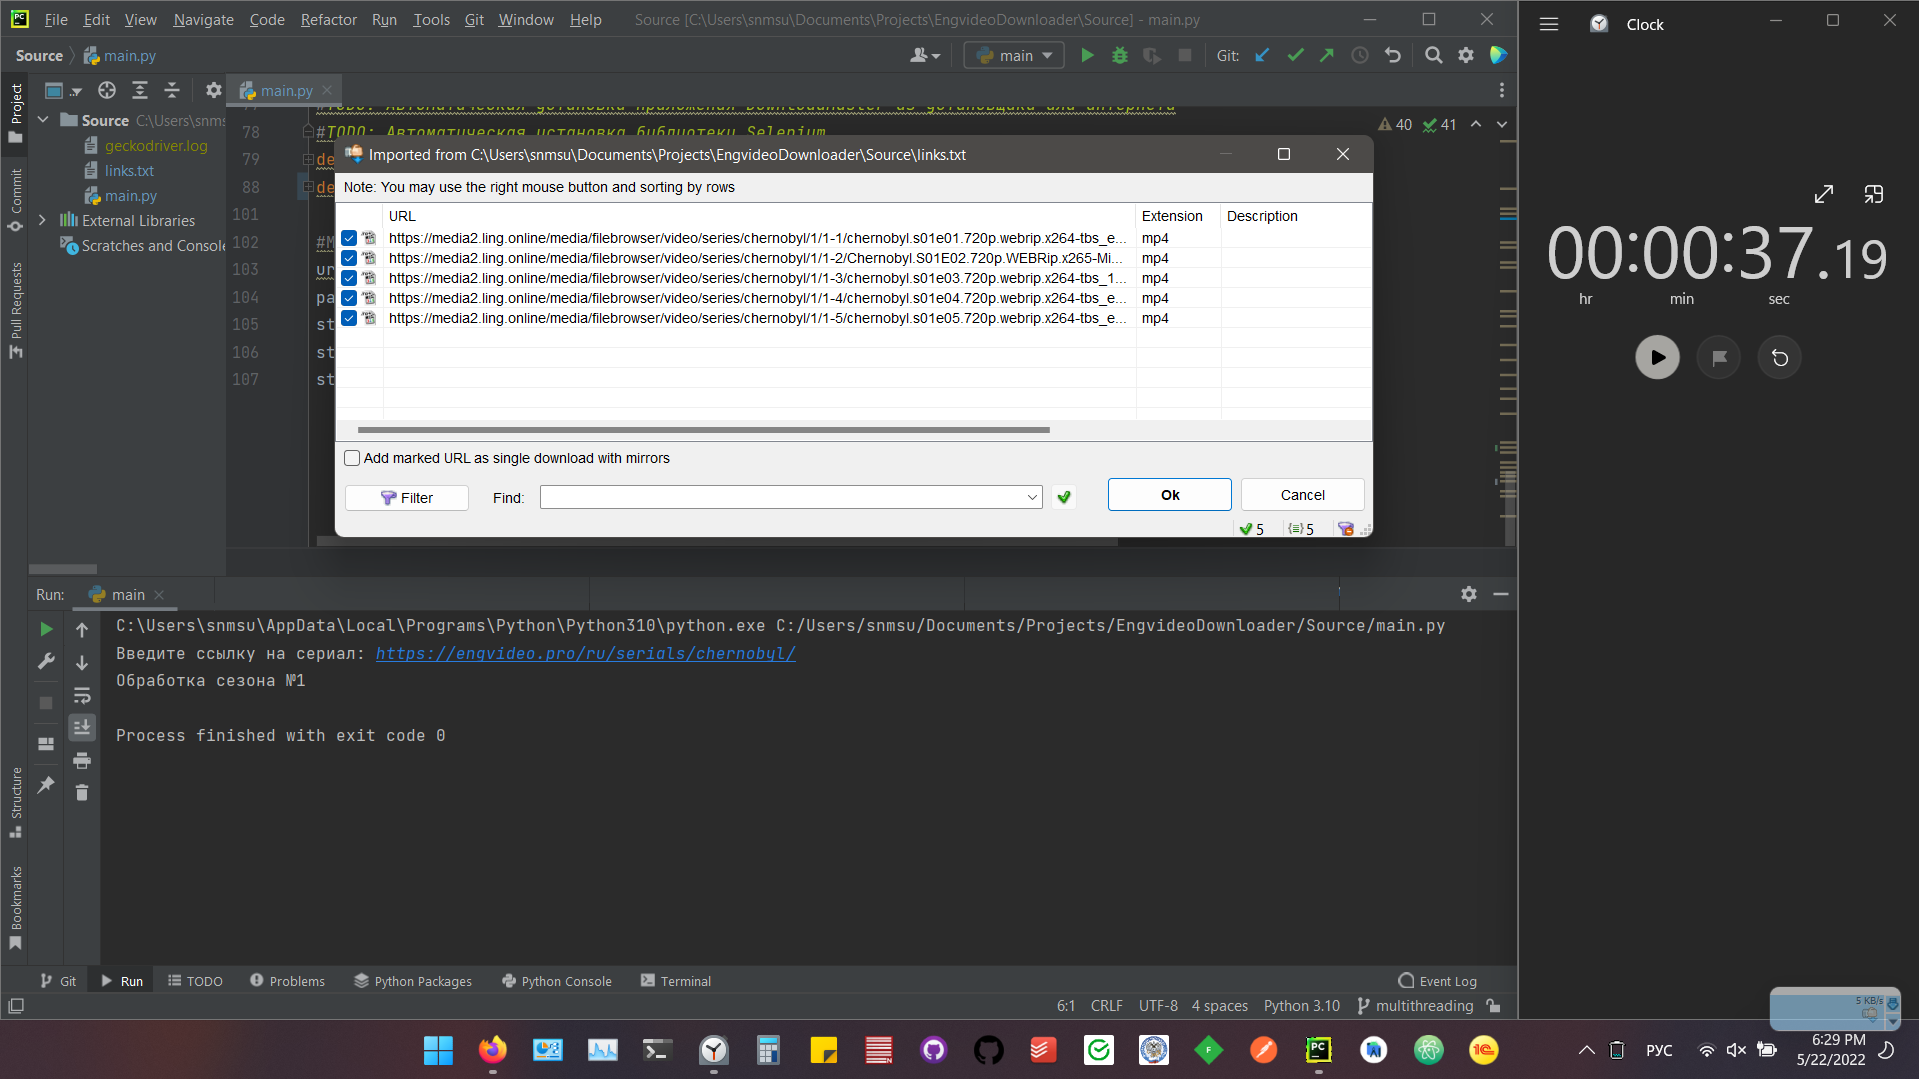 File Edit View Navigate Code Refactor Run Tools Git Window Help Source [C:\Users\snmsu\Documents\Projects\EngvideoDownloader\Source] - main.py
Source main.py
main
Git:
Project
main.py
Source C:\Users\snms
geckodriver.log
links.txt
main.py
External Libraries
Scratches and Console
Commit
Pull Requests
#TODO: Автоматическая установка приложения DownloadMaster из установщика или интернета
78 #TODO: Автоматическая установка библиотеки Selenium
79 de
88 de
101
102 #M
103 ur
104 pa
105 st
106 st
107 st
40 41
Imported from C:\Users\snmsu\Documents\Projects\EngvideoDownloader\Source\links.txt
Note: You may use the right mouse button and sorting by rows
URL Extension Description
https://media2.ling.online/media/filebrowser/video/series/chernobyl/1/1-1/chernobyl.s01e01.720p.webrip.x264-tbs_e... mp4
https://media2.ling.online/media/filebrowser/video/series/chernobyl/1/1-2/Chernobyl.S01E02.720p.WEBRip.x265-Mi... mp4
https://media2.ling.online/media/filebrowser/video/series/chernobyl/1/1-3/chernobyl.s01e03.720p.webrip.x264-tbs_1... mp4
https://media2.ling.online/media/filebrowser/video/series/chernobyl/1/1-4/chernobyl.s01e04.720p.webrip.x264-tbs_e... mp4
https://media2.ling.online/media/filebrowser/video/series/chernobyl/1/1-5/chernobyl.s01e05.720p.webrip.x264-tbs_e... mp4
Add marked URL as single download with mirrors
Filter Find: Ok Cancel
5 5
Run: main
C:\Users\snmsu\AppData\Local\Programs\Python\Python310\python.exe C:/Users/snmsu/Documents/Projects/EngvideoDownloader/Source/main.py
Введите ссылку на сериал: https://engvideo.pro/ru/serials/chernobyl/
Обработка сезона №1
Process finished with exit code 0
Structure
Bookmarks
Git Run TODO Problems Python Packages Python Console Terminal Event Log
6:1 CRLF UTF-8 4 spaces Python 3.10 multithreading
Clock
00:00:37.19
hr min sec
5 KB/s
РУС
6:29 PM
5/22/2022